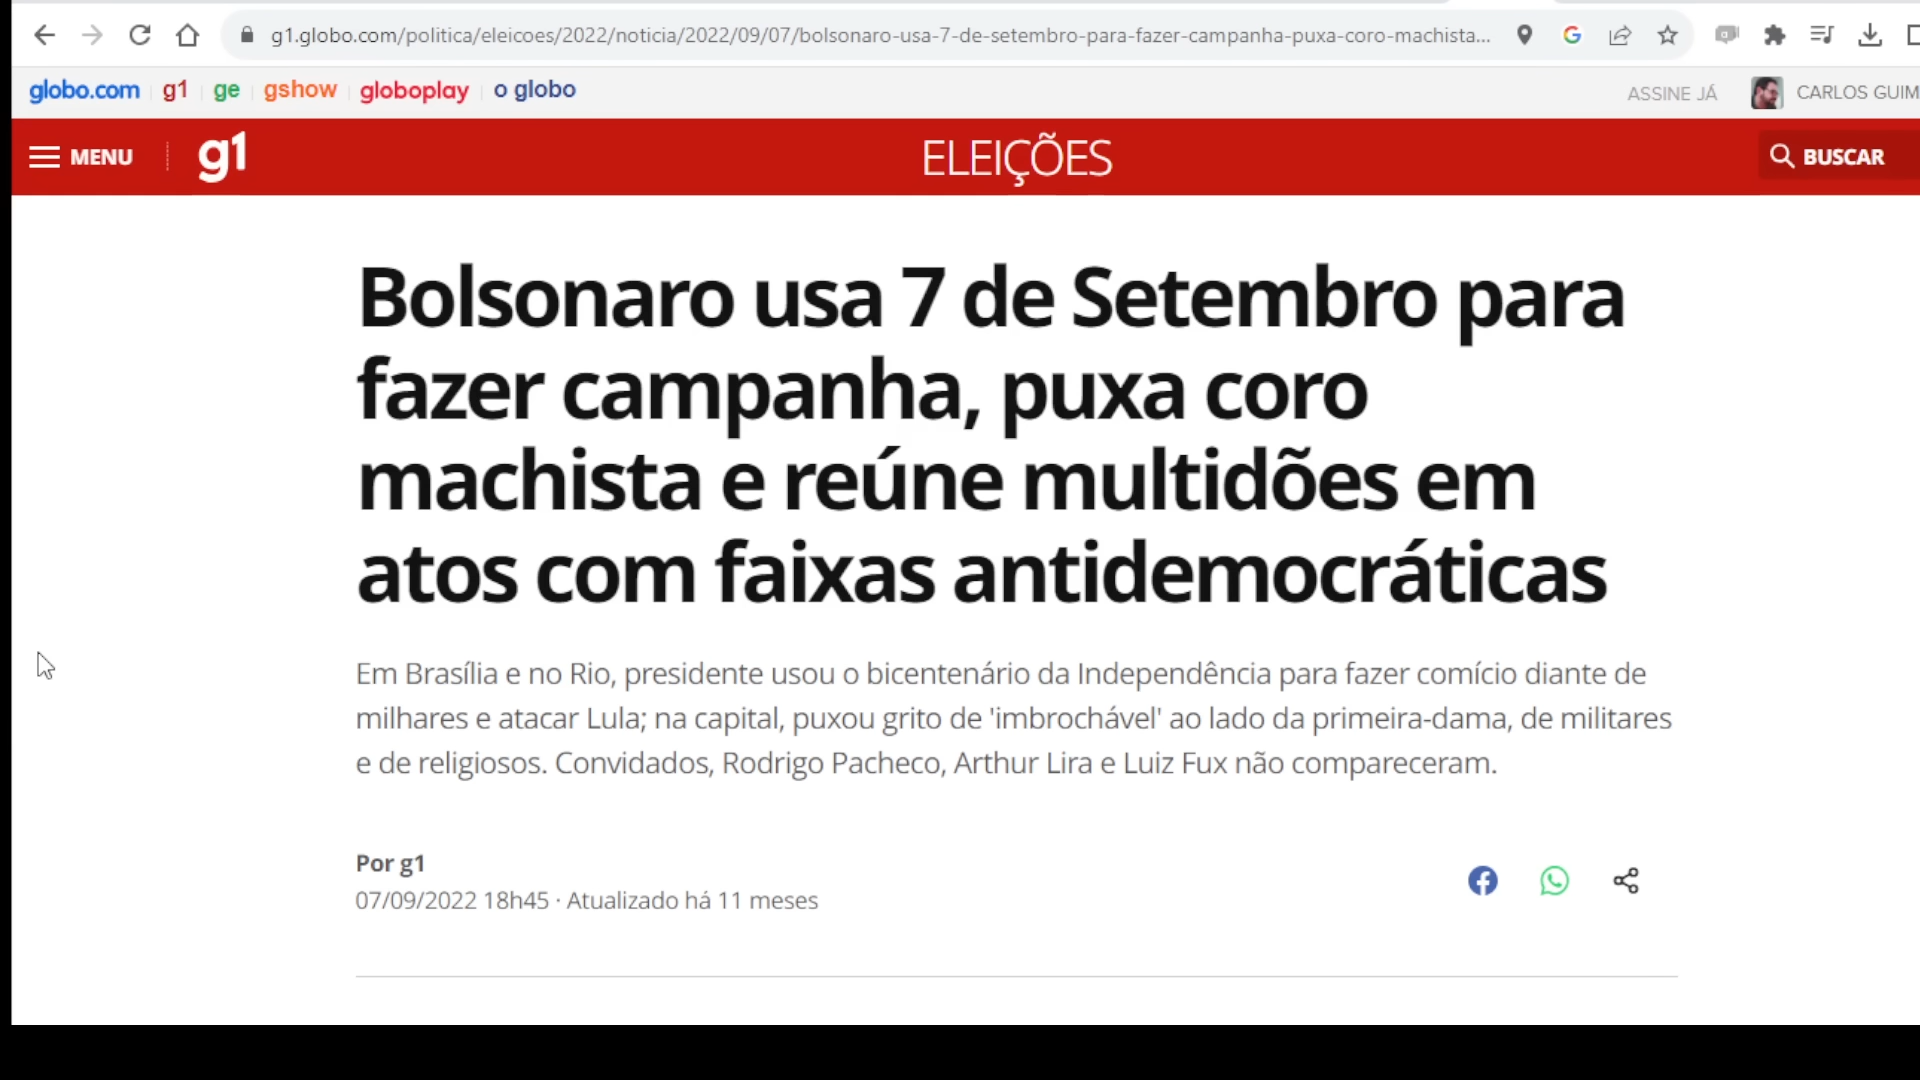 g1.globo.com/politica/eleicoes/2022/noticia/2022/09/07/bolsonaro-usa-7-de-setembro-para-fazer-campanha-puxa-coro-machista...
globo.com g1 ge gshow globoplay o globo ASSINE JÁ CARLOS GUIM
MENU g1 ELEIÇÕES BUSCAR
Bolsonaro usa 7 de Setembro para
fazer campanha, puxa coro
machista e reúne multidões em
atos com faixas antidemocráticas
Em Brasília e no Rio, presidente usou o bicentenário da Independência para fazer comício diante de
milhares e atacar Lula; na capital, puxou grito de 'imbrochável' ao lado da primeira-dama, de militares
e de religiosos. Convidados, Rodrigo Pacheco, Arthur Lira e Luiz Fux não compareceram.
Por g1
07/09/2022 18h45 · Atualizado há 11 meses